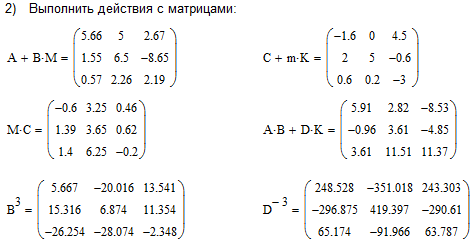 2) Выполнить действия с матрицами:
A + B·M = ( 5.66 5 2.67
1.55 6.5 −8.65
0.57 2.26 2.19 )
C + m·K = ( −1.6 0 4.5
2 5 −0.6
0.6 0.2 −3 )
M·C = ( −0.6 3.25 0.46
1.39 3.65 0.62
1.4 6.25 −0.2 )
A·B + D·K = ( 5.91 2.82 −8.53
−0.96 3.61 −4.85
3.61 11.51 11.37 )
B³ = ( 5.667 −20.016 13.541
15.316 6.874 11.354
−26.254 −28.074 −2.348 )
D⁻³ = ( 248.528 −351.018 243.303
−296.875 419.397 −290.61
65.174 −91.966 63.787 )